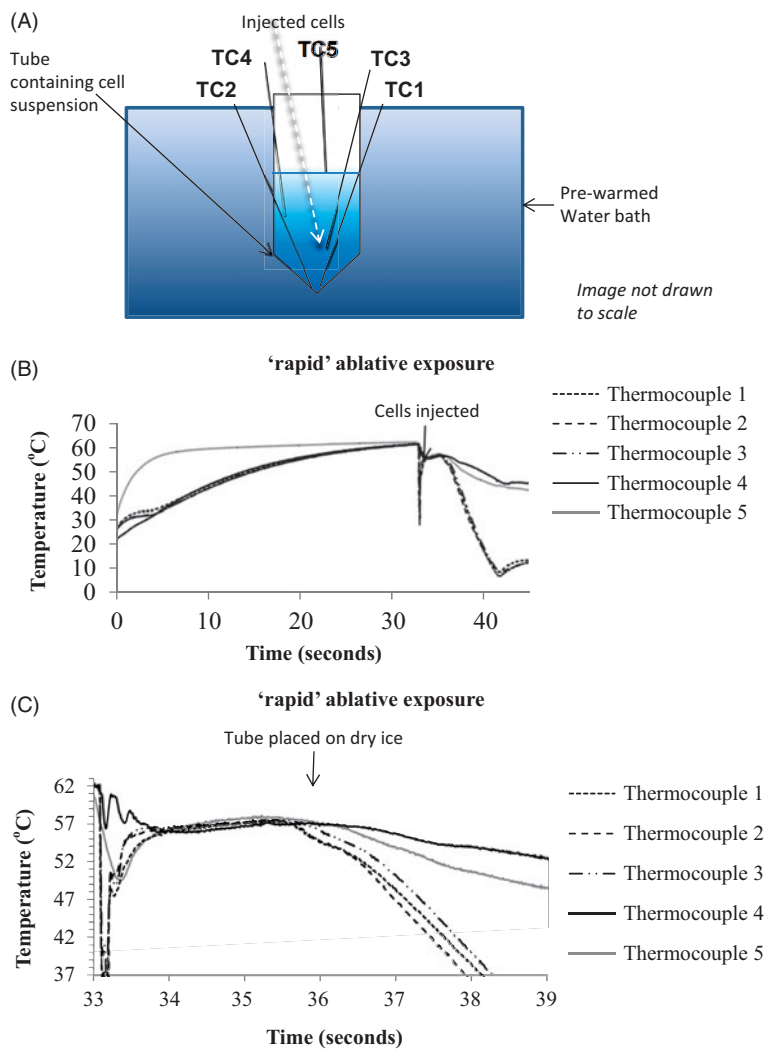 (A)
Injected cells
TC5
TC4
TC3
Tube
containing cell
suspension
TC2
TC1
Pre-warmed
Water bath
Image not drawn
to scale
'rapid' ablative exposure
(B)
Cells injected
Temperature (°C)
70
60
50
40
30
20
10
0
0 10 20 30 40
Time (seconds)
Thermocouple 1
Thermocouple 2
Thermocouple 3
Thermocouple 4
Thermocouple 5
'rapid' ablative exposure
(C)
Tube placed on dry ice
Temperature (°C)
62
57
52
47
42
37
33 34 35 36 37 38 39
Time (seconds)
Thermocouple 1
Thermocouple 2
Thermocouple 3
Thermocouple 4
Thermocouple 5